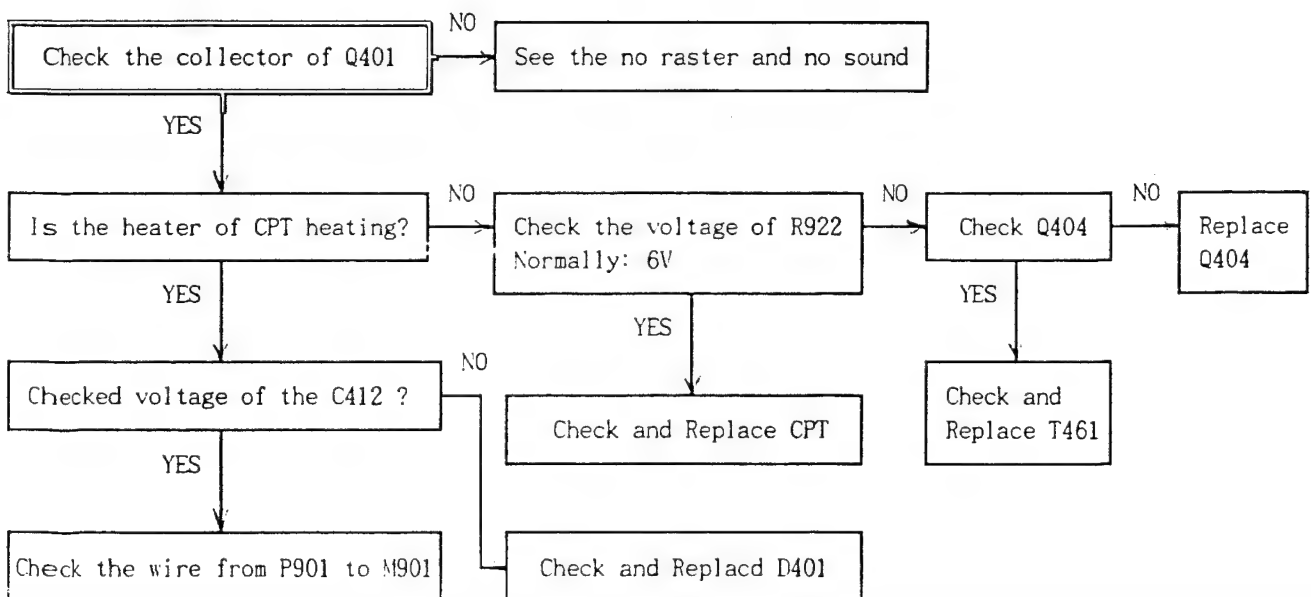 NO
Check the collector of Q401
See the no raster and no sound
YES
NO
NO
NO
Is the heater of CPT heating?
Check the voltage of R922
Normally: 6V
Check Q404
Replace
Q404
YES
YES
YES
NO
Checked voltage of the C412 ?
Check and Replace CPT
Check and
Replace T461
YES
Check the wire from P901 to M901
Check and Replacd D401